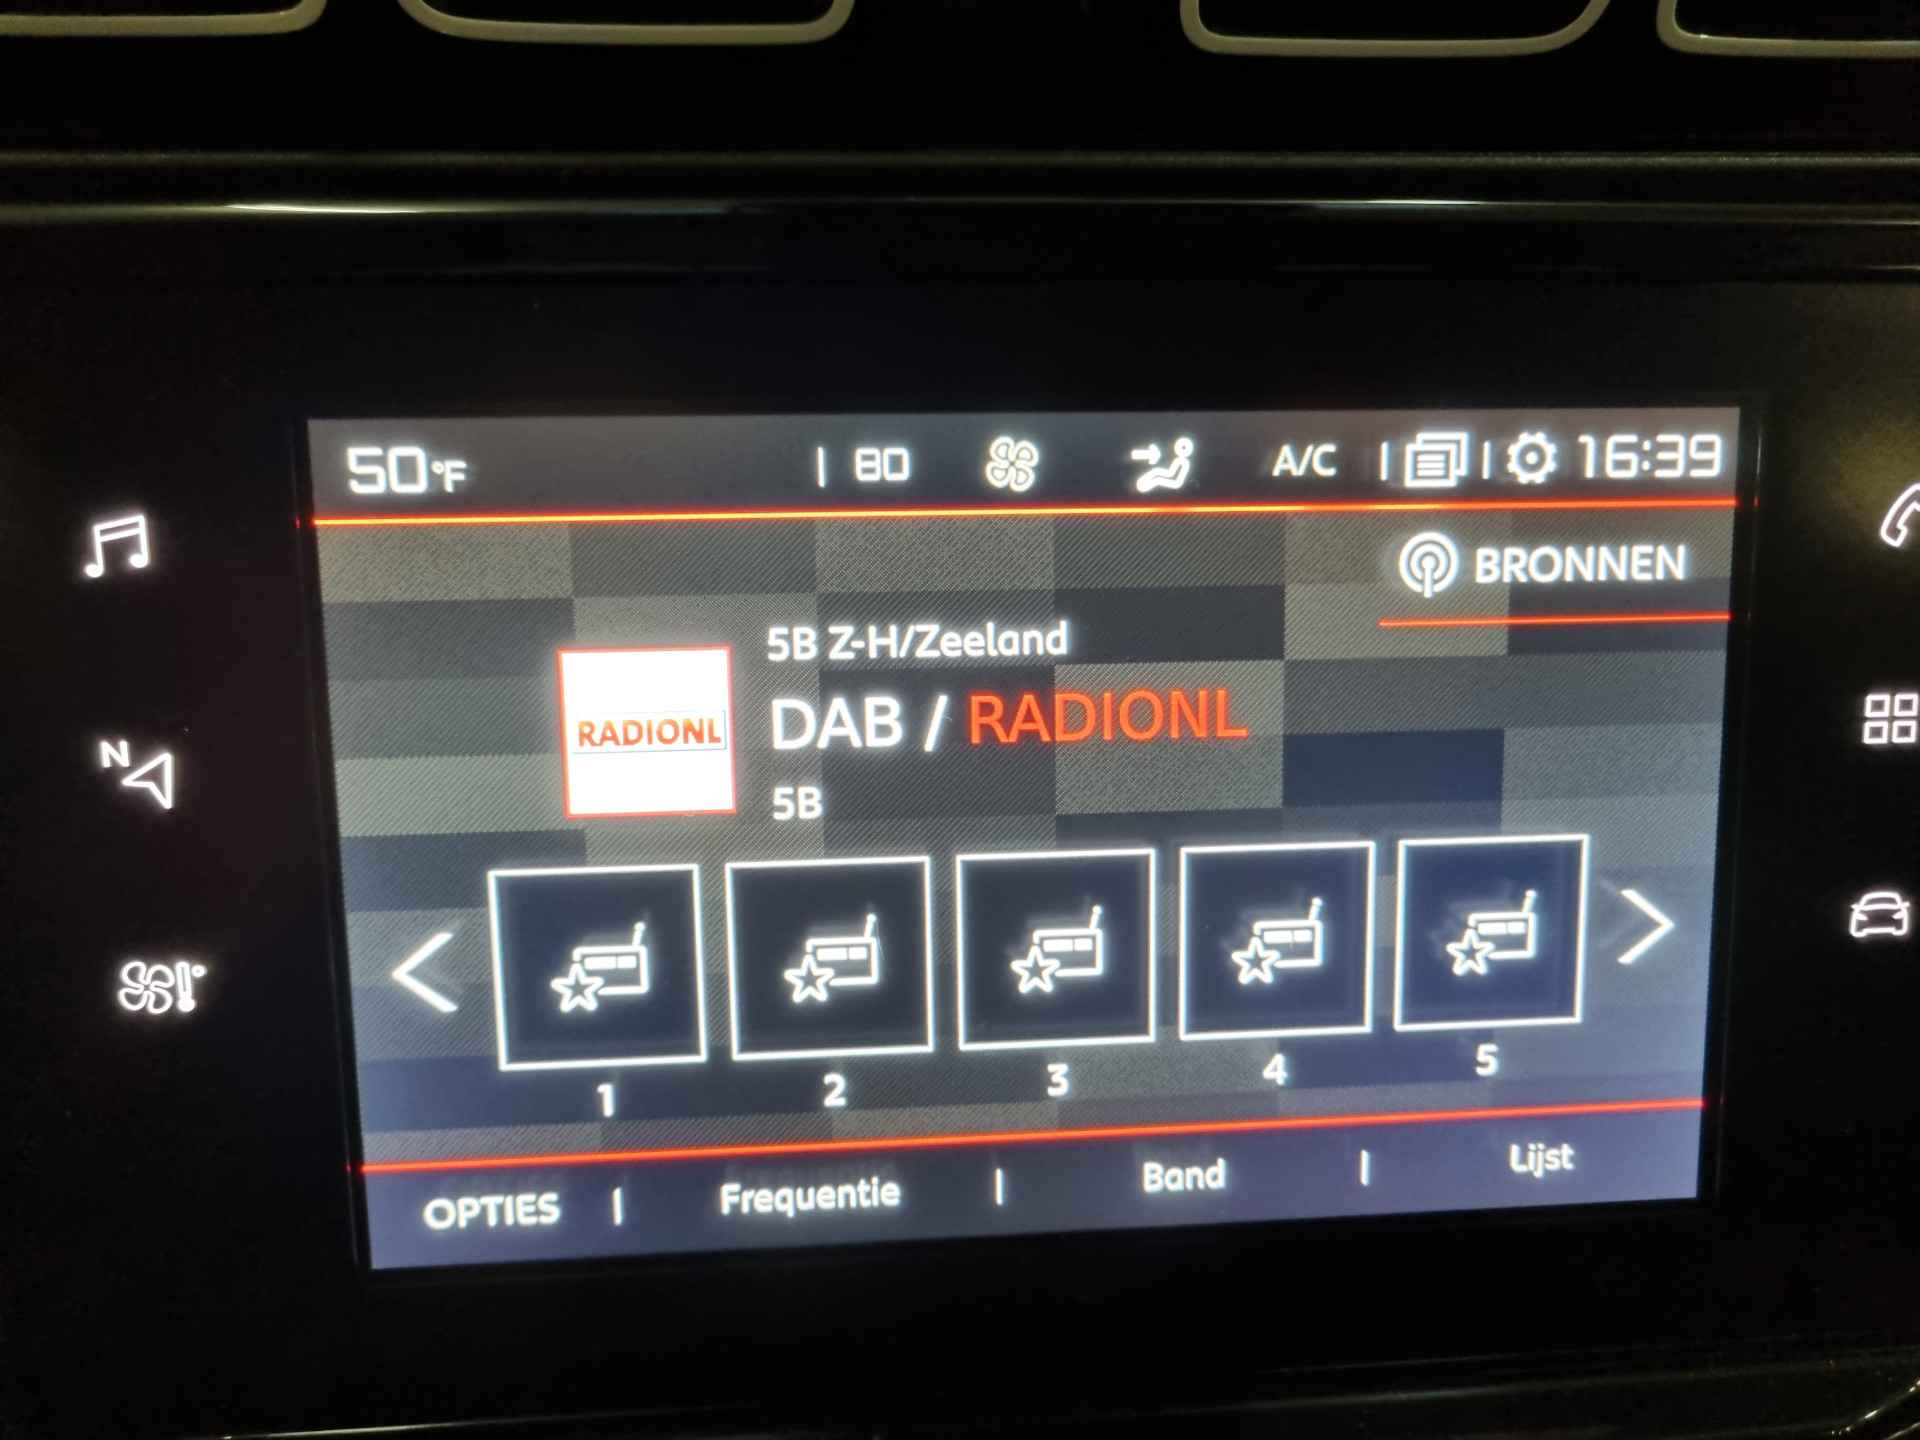 50°F | 80 A/C | | 16:39
BRONNEN
5B Z-H/Zeeland
RADIONL
DAB / RADIONL
5B
1 2 3 4 5
OPTIES | Frequentie | Band | Lijst
N